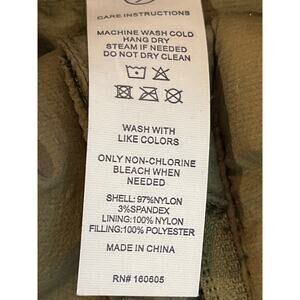 CARE INSTRUCTIONS
MACHINE WASH COLD
HANG DRY
STEAM IF NEEDED
DO NOT DRY CLEAN
WASH WITH
LIKE COLORS
ONLY NON-CHLORINE
BLEACH WHEN
NEEDED
SHELL: 97%NYLON
3%SPANDEX
LINING:100% NYLON
FILLING:100% POLYESTER
MADE IN CHINA
RN# 160605